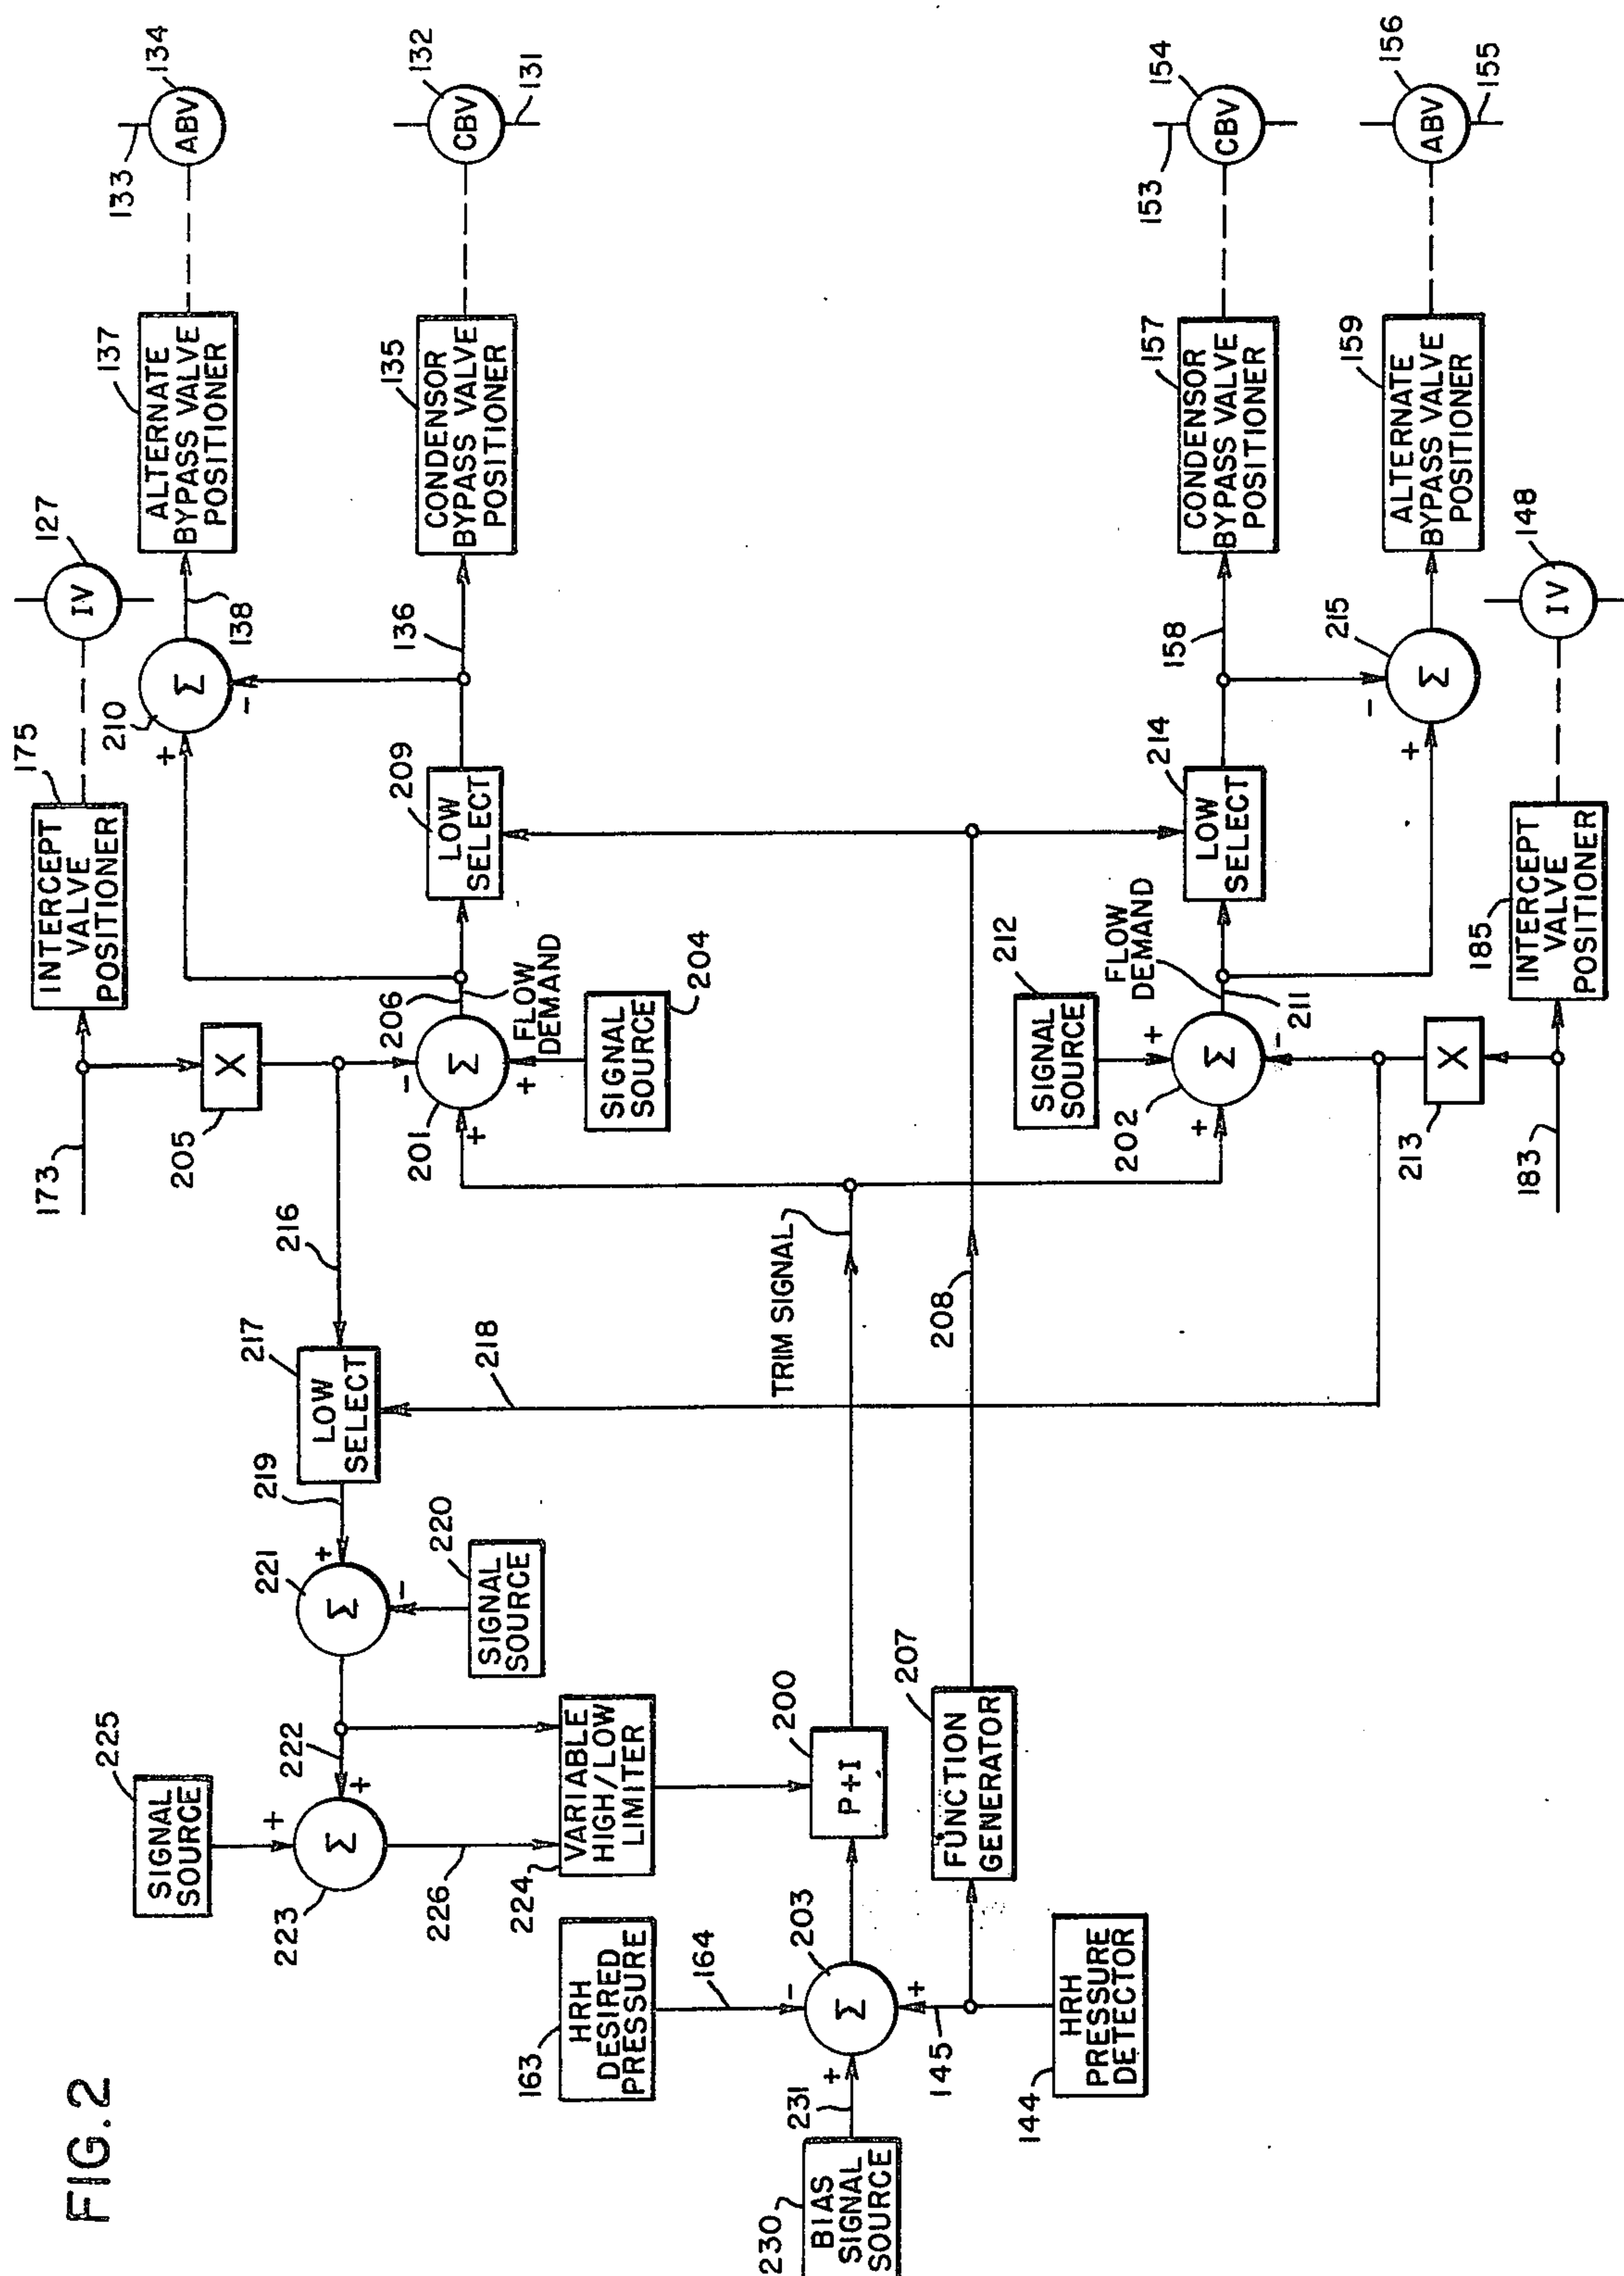 FIG. 2
230
BIAS
SIGNAL
SOURCE
231
+
163
HRH
DESIRED
PRESSURE
164
-
203
Σ
+
145
144
HRH
PRESSURE
DETECTOR
225
SIGNAL
SOURCE
+
223
Σ
+
222
226
224
VARIABLE
HIGH/LOW
LIMITER
200
P+I
207
FUNCTION
GENERATOR
221
Σ
+
-
220
SIGNAL
SOURCE
219
217
LOW
SELECT
216
218
TRIM SIGNAL
208
173
205
X
175
INTERCEPT
VALVE
POSITIONER
127
IV
201
Σ
+
-
+
206
FLOW
DEMAND
204
SIGNAL
SOURCE
209
LOW
SELECT
210
Σ
+
-
138
136
137
ALTERNATE
BYPASS VALVE
POSITIONER
133
134
ABV
135
CONDENSOR
BYPASS VALVE
POSITIONER
132
CBV
131
212
SIGNAL
SOURCE
202
Σ
+
+
-
FLOW
DEMAND
211
213
X
183
185
INTERCEPT
VALVE
POSITIONER
148
IV
214
LOW
SELECT
158
215
Σ
-
+
157
CONDENSOR
BYPASS VALVE
POSITIONER
153
154
CBV
159
ALTERNATE
BYPASS VALVE
POSITIONER
156
ABV
155